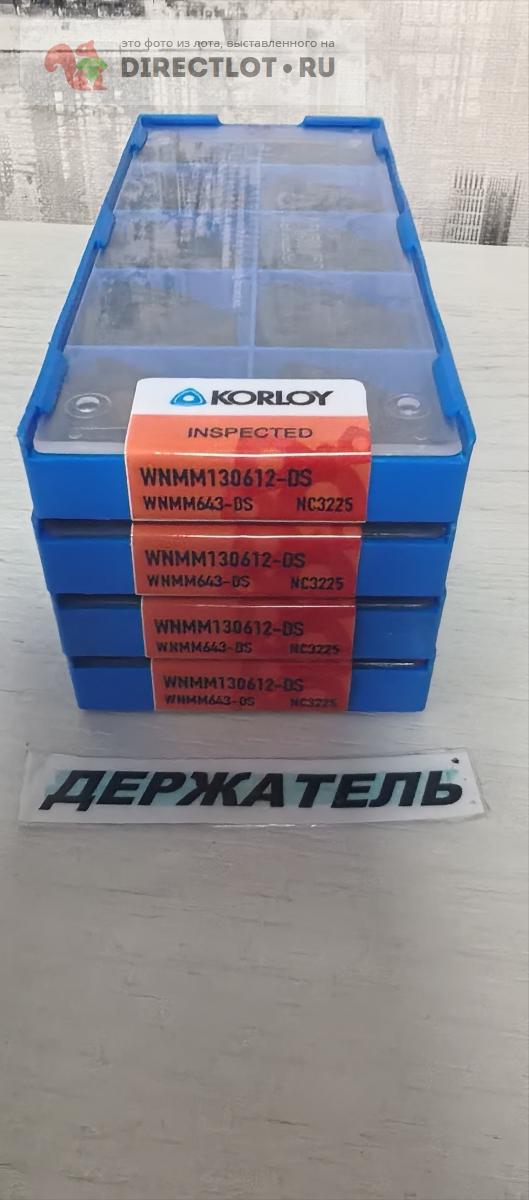 это фото из лота, выставленного на
DIRECTLOT • RU
KORLOY
INSPECTED
WNMM130612-DS
WNMM643-DS NC3225
WNMM130612-DS
WNMM643-DS NC3225
WNMM130612-DS
WNMM643-DS NC3225
WNMM130612-DS
WNMM643-DS NC3225
ДЕРЖАТЕЛЬ